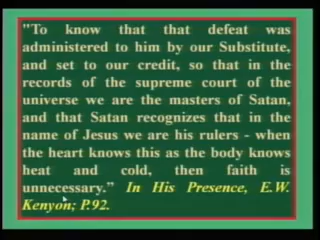 "To know that that defeat was
administered to him by our Substitute,
and set to our credit, so that in the
records of the supreme court of the
universe we are the masters of Satan,
and that Satan recognizes that in the
name of Jesus we are his rulers - when
the heart knows this as the body knows
heat and cold, then faith is
unnecessary." In His Presence, E.W.
Kenyon; P.92.